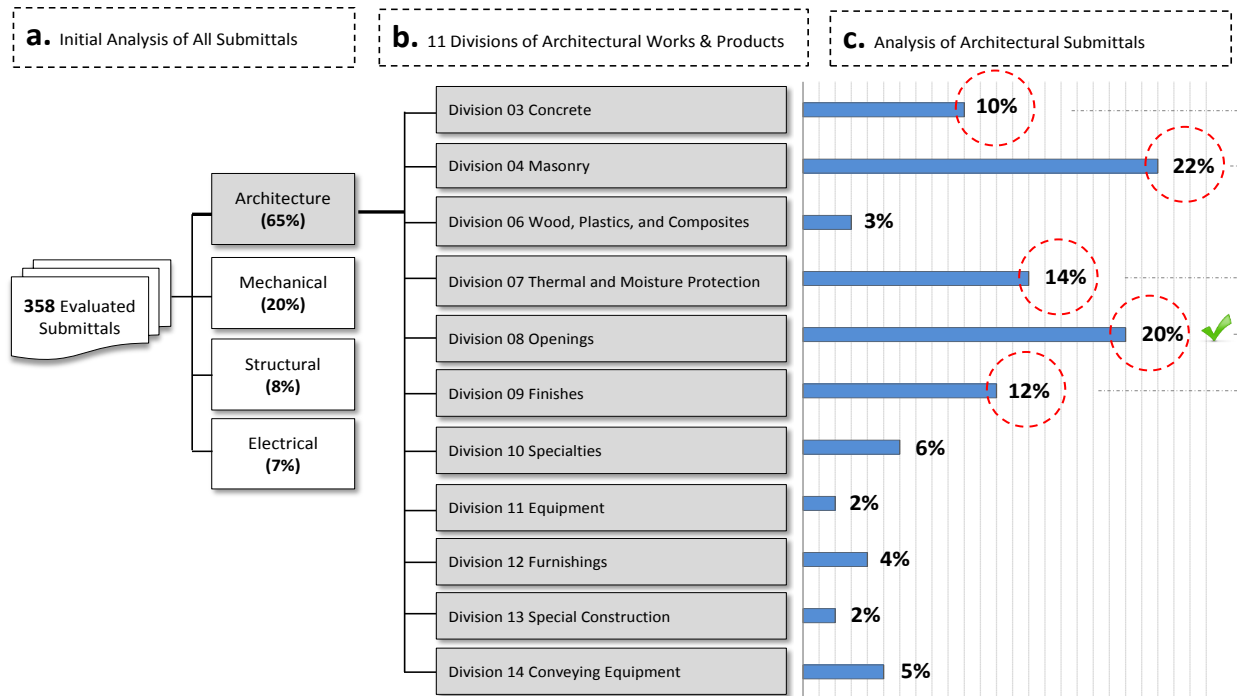 a. Initial Analysis of All Submittals
b. 11 Divisions of Architectural Works & Products
c. Analysis of Architectural Submittals
358 Evaluated
Submittals
Architecture
(65%)
Mechanical
(20%)
Structural
(8%)
Electrical
(7%)
Division 03 Concrete
10%
Division 04 Masonry
22%
Division 06 Wood, Plastics, and Composites
3%
Division 07 Thermal and Moisture Protection
14%
Division 08 Openings
20%
Division 09 Finishes
12%
Division 10 Specialties
6%
Division 11 Equipment
2%
Division 12 Furnishings
4%
Division 13 Special Construction
2%
Division 14 Conveying Equipment
5%